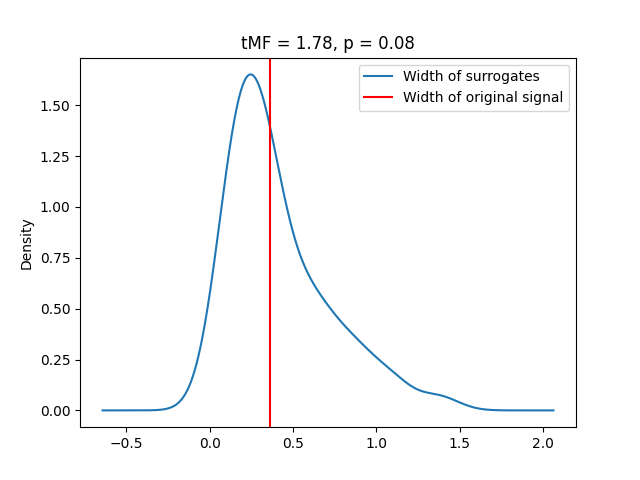 tMF = 1.78, p = 0.08
Width of surrogates
Width of original signal
Density
1.50
1.25
1.00
0.75
0.50
0.25
0.00
−0.5 0.0 0.5 1.0 1.5 2.0